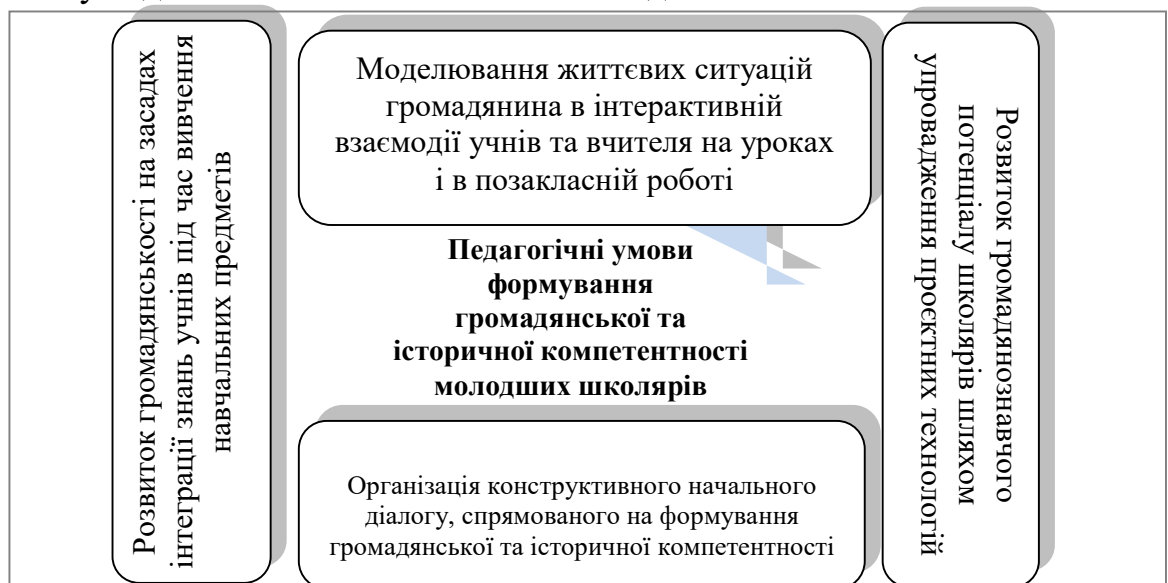 Розвиток громадянськості на засадах
інтеграції знань учнів під час вивчення
навчальних предметів
Моделювання життєвих ситуацій
громадянина в інтерактивній
взаємодії учнів та вчителя на уроках
і в позакласній роботі
Педагогічні умови
формування
громадянської та
історичної компетентності
молодших школярів
Організація конструктивного начального
діалогу, спрямованого на формування
громадянської та історичної компетентності
Розвиток громадянознавчого
потенціалу школярів шляхом
упровадження проєктних технологій